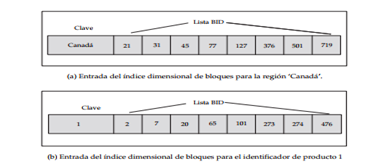 Clave
Lista BID
Canadá 21 31 45 77 127 376 501 719
(a) Entrada del índice dimensional de bloques para la región 'Canadá'.
Clave
Lista BID
1 2 7 20 65 101 273 274 476
(b) Entrada del índice dimensional de bloques para el identificador de producto 1